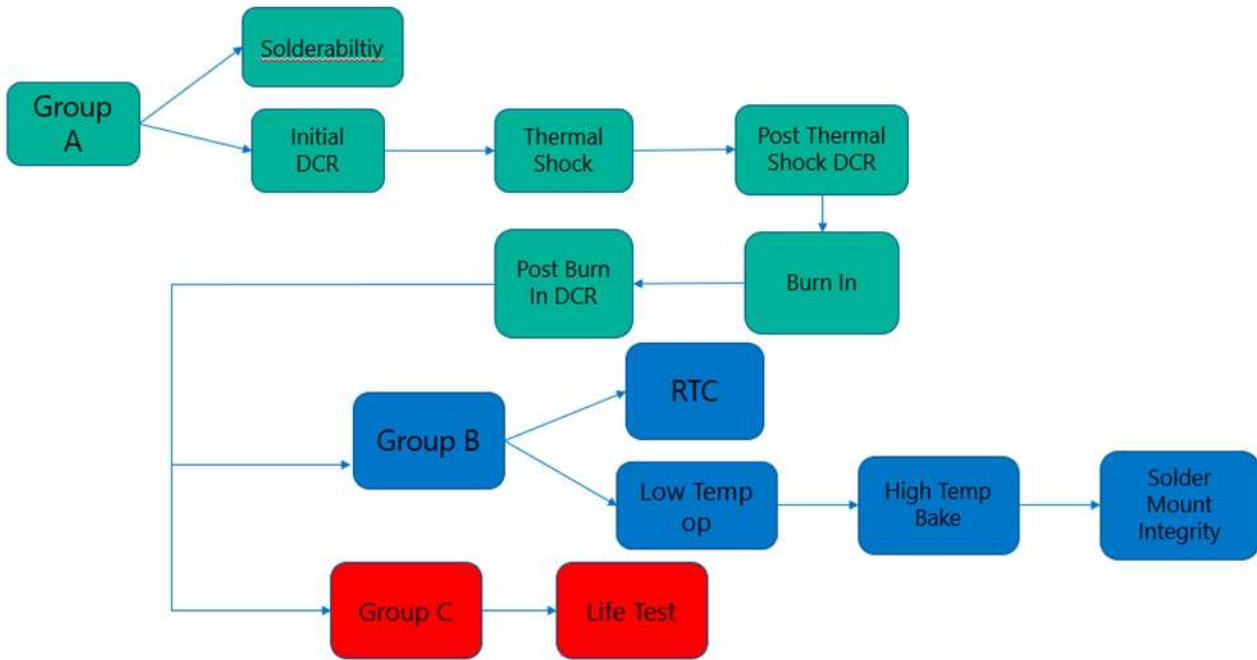 Solderabiltiy
Group
A
Initial
DCR
Thermal
Shock
Post Thermal
Shock DCR
Post Burn
In DCR
Burn In
RTC
Group B
Low Temp
op
High Temp
Bake
Solder
Mount
Integrity
Group C
Life Test